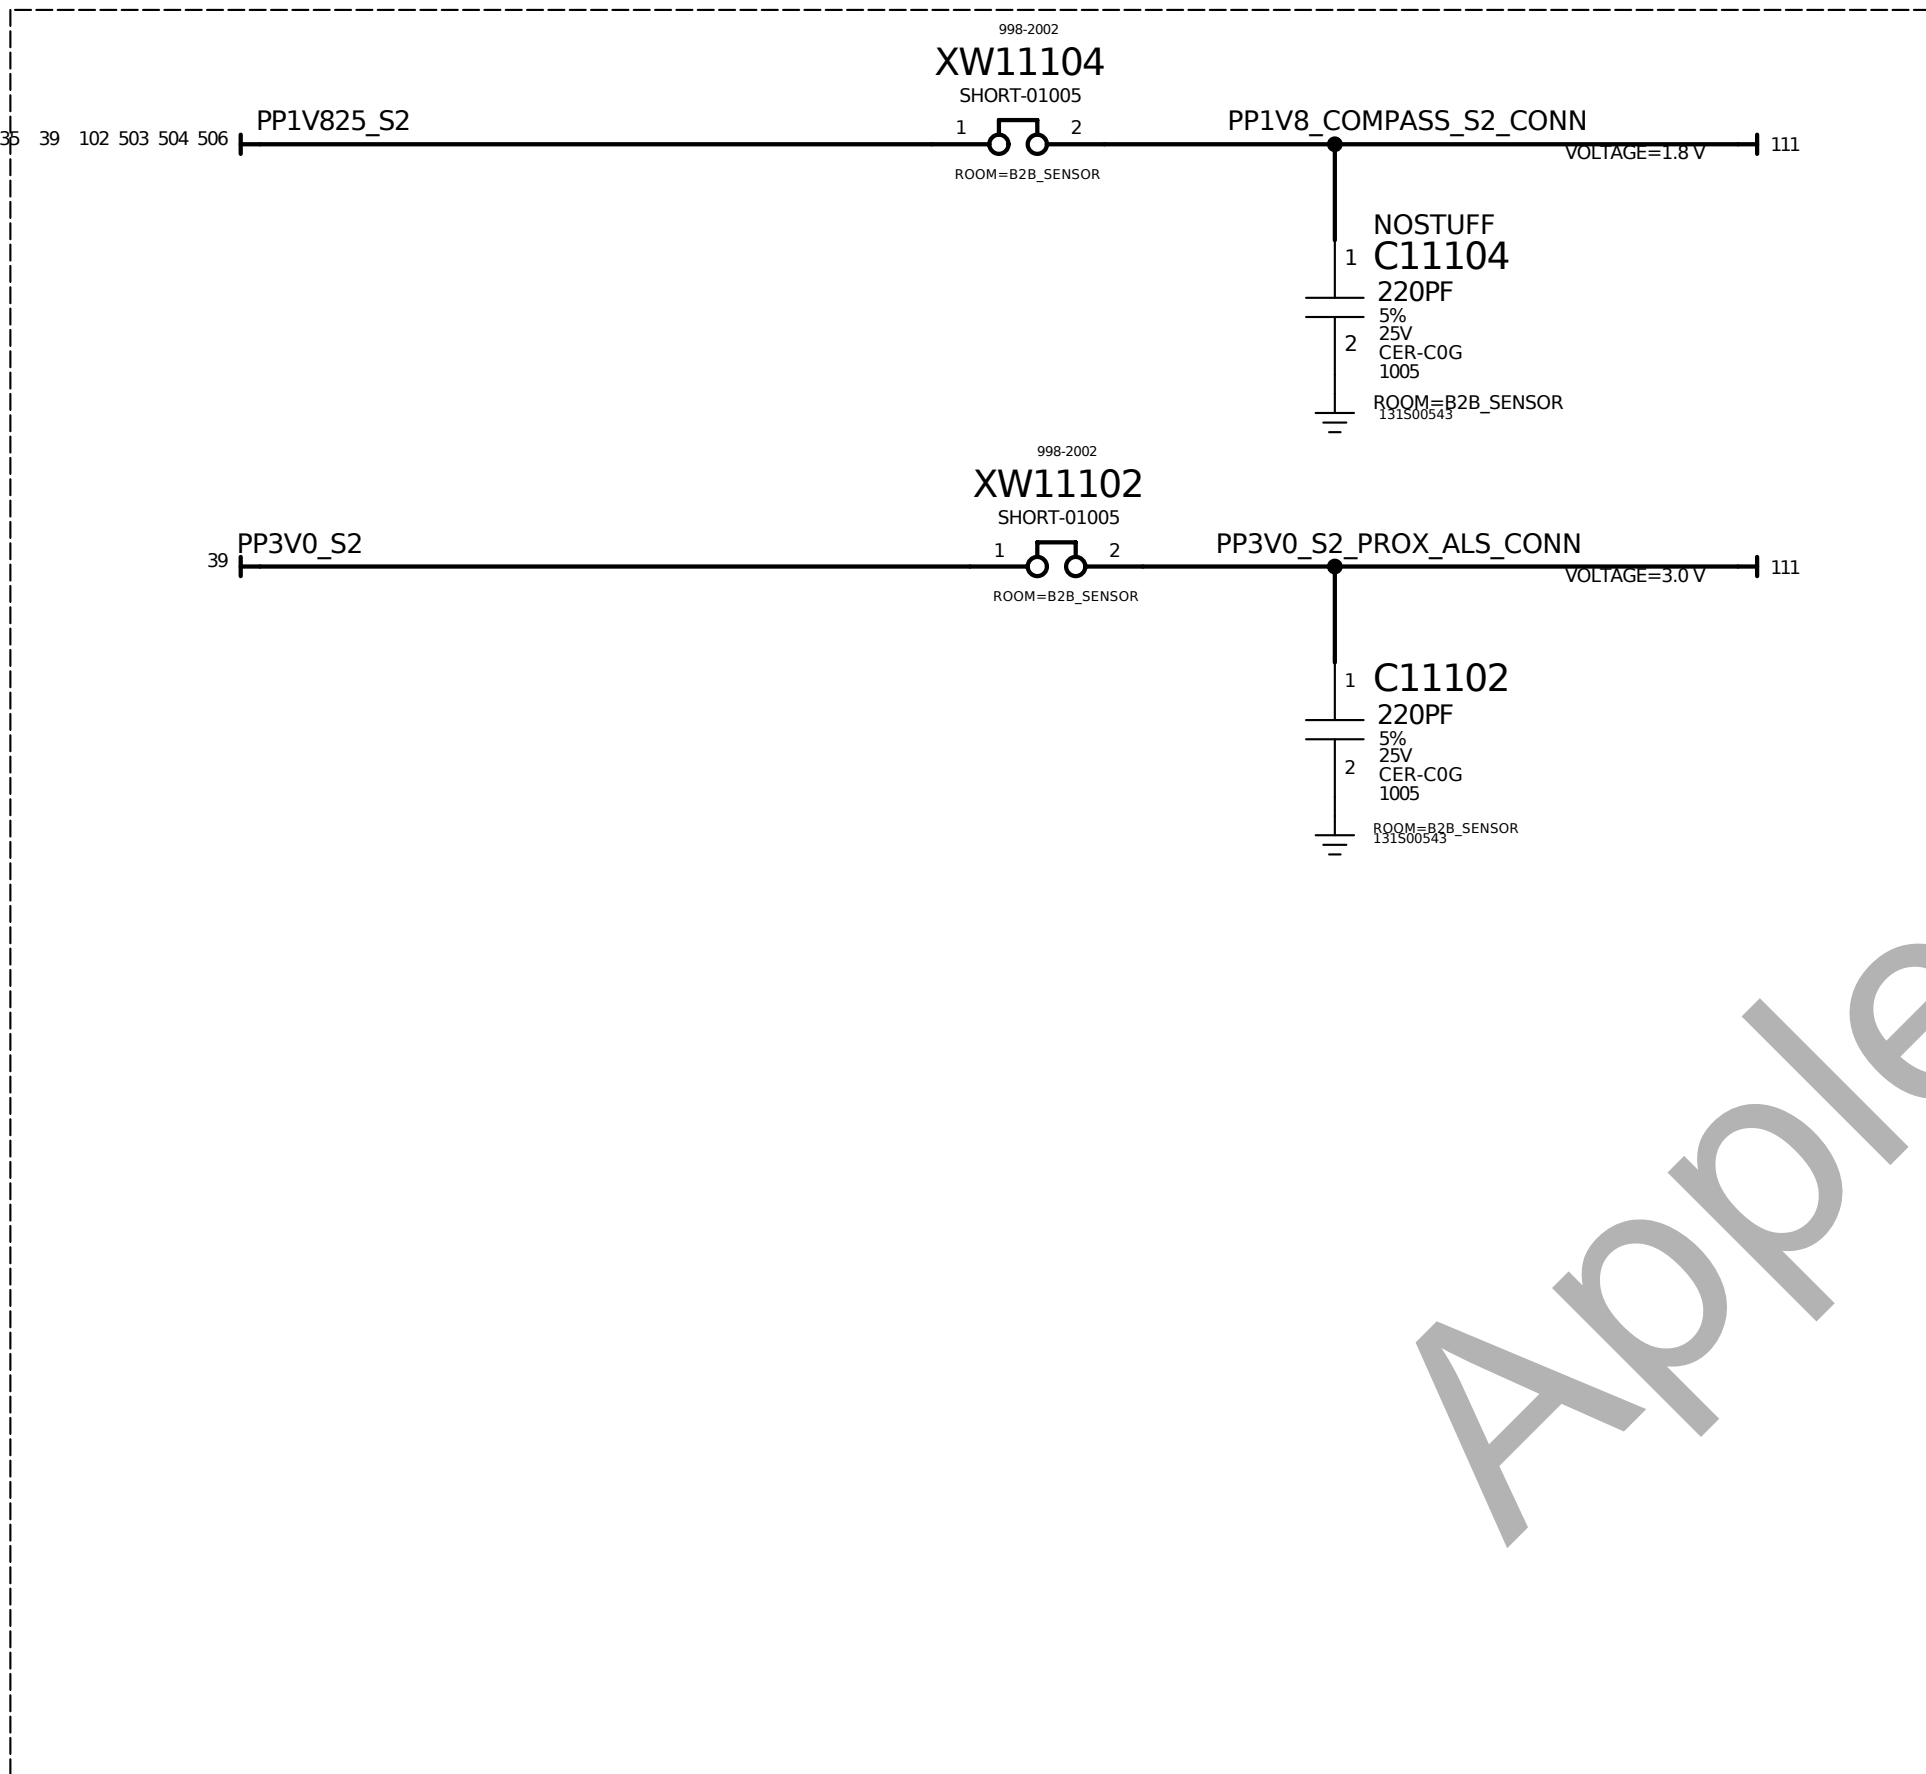 998-2002
XW11104
SHORT-01005
PP1V825_S2
PP1V8_COMPASS_S2_CONN
35 39 102 503 504 506
1 2
VOLTAGE=1.8 V
111
ROOM=B2B_SENSOR
NOSTUFF
1 C11104
220PF
5%
25V
2
CER-C0G
1005
ROOM=B2B_SENSOR
131S00543
998-2002
XW11102
SHORT-01005
PP3V0_S2
PP3V0_S2_PROX_ALS_CONN
39
1 2
VOLTAGE=3.0 V
111
ROOM=B2B_SENSOR
1 C11102
220PF
5%
25V
2
CER-C0G
1005
ROOM=B2B_SENSOR
131S00543
Apple